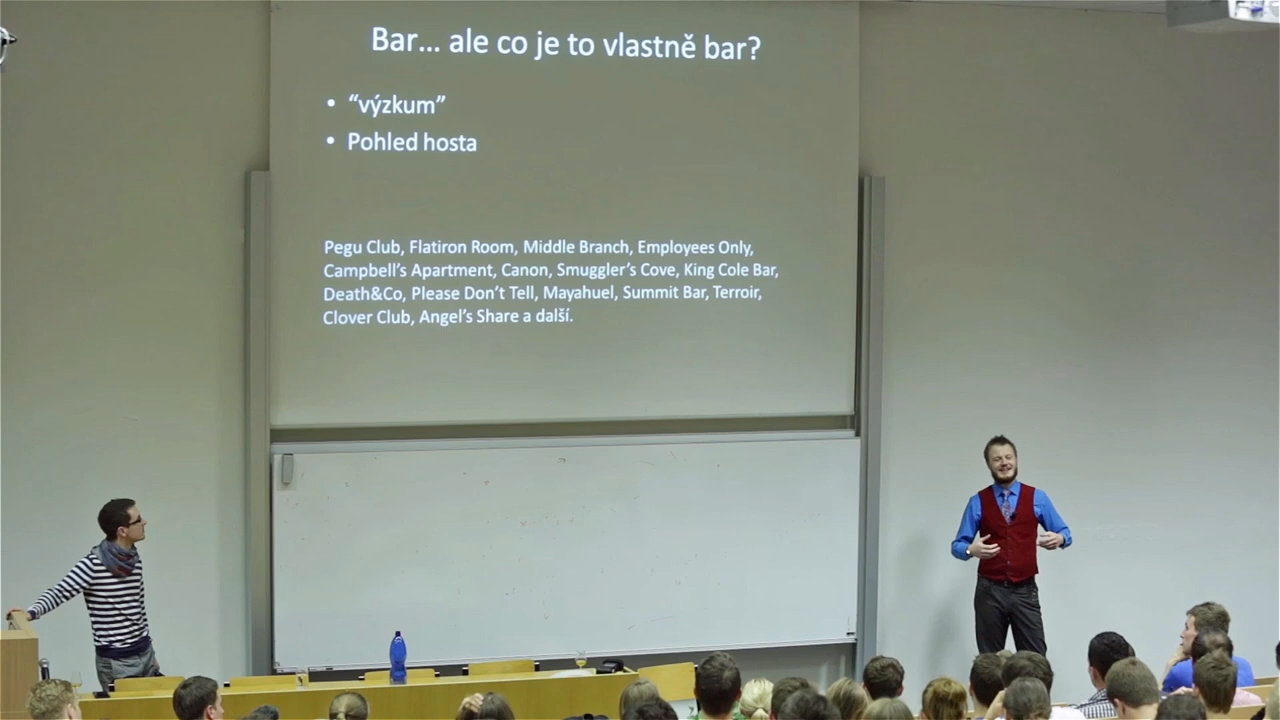 Bar... ale co je to vlastně bar?
• “výzkum”
• Pohled hosta
Pegu Club, Flatiron Room, Middle Branch, Employees Only,
Campbell’s Apartment, Canon, Smuggler’s Cove, King Cole Bar,
Death&Co, Please Don’t Tell, Mayahuel, Summit Bar, Terroir,
Clover Club, Angel’s Share a další.